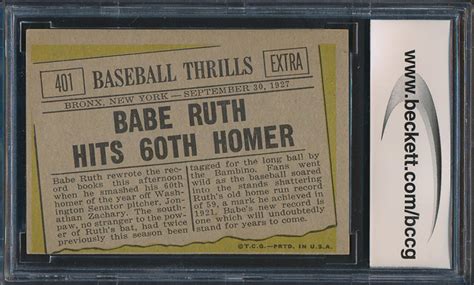 401
BASEBALL THRILLS
EXTRA
BRONX, NEW YORK — SEPTEMBER 30, 1927
BABE RUTH
HITS 60TH HOMER
Babe Ruth rewrote the rec-
ord books this afternoon
when he smashed his 60th
homer of the year of Wash-
ington Senator pitcher, Jon-
athan Zachary. The south-
paw, no stranger to the pow-
er of Ruth's bat, had twice
previously this season been
tagged for the long ball by
the Bambino. Fans went
wild as the baseball soared
into the stands shattering
Ruth's old home run record
of 59, a mark he achieved in
1921. Babe's new record is
one which will undoubtedly
stand for years to come.
©T.C.G.—PRTD. IN U.S.A.
www.beckett.com/bccg